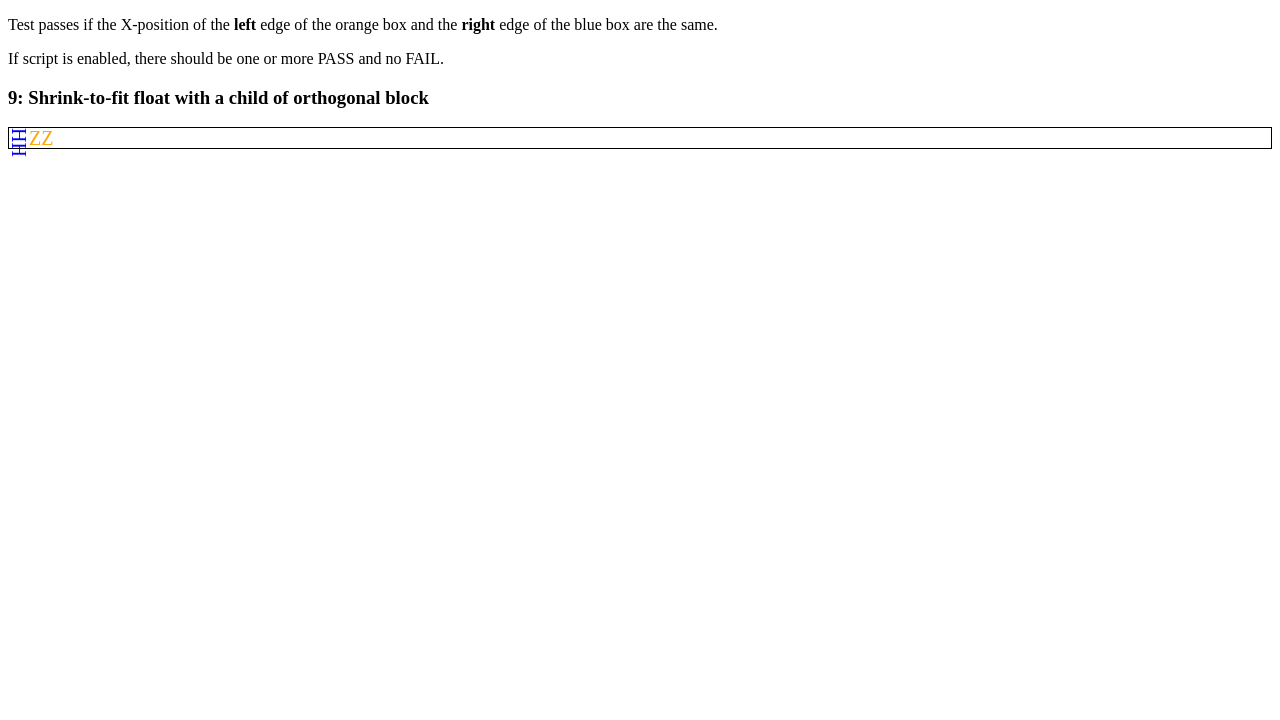 Test passes if the X-position of the left edge of the orange box and the right edge of the blue box are the same.
If script is enabled, there should be one or more PASS and no FAIL.
9: Shrink-to-fit float with a child of orthogonal block
HH ZZ